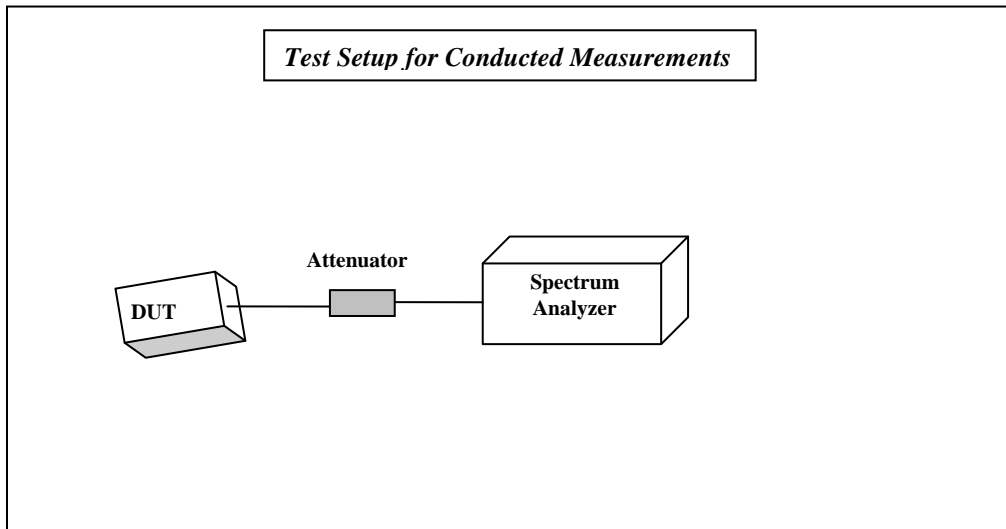 Test Setup for Conducted Measurements
Attenuator
DUT
Spectrum
Analyzer